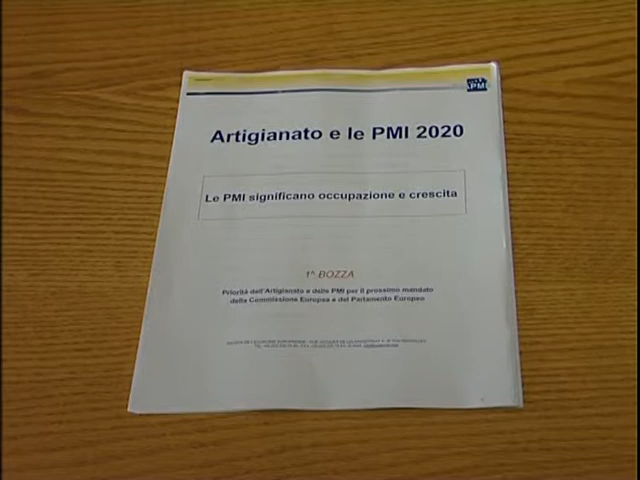 Artigianato e le PMI 2020
Le PMI significano occupazione e crescita
1^ BOZZA
Priorità dell'Artigianato e delle PMI per il prossimo mandato
della Commissione Europea e del Parlamento Europeo